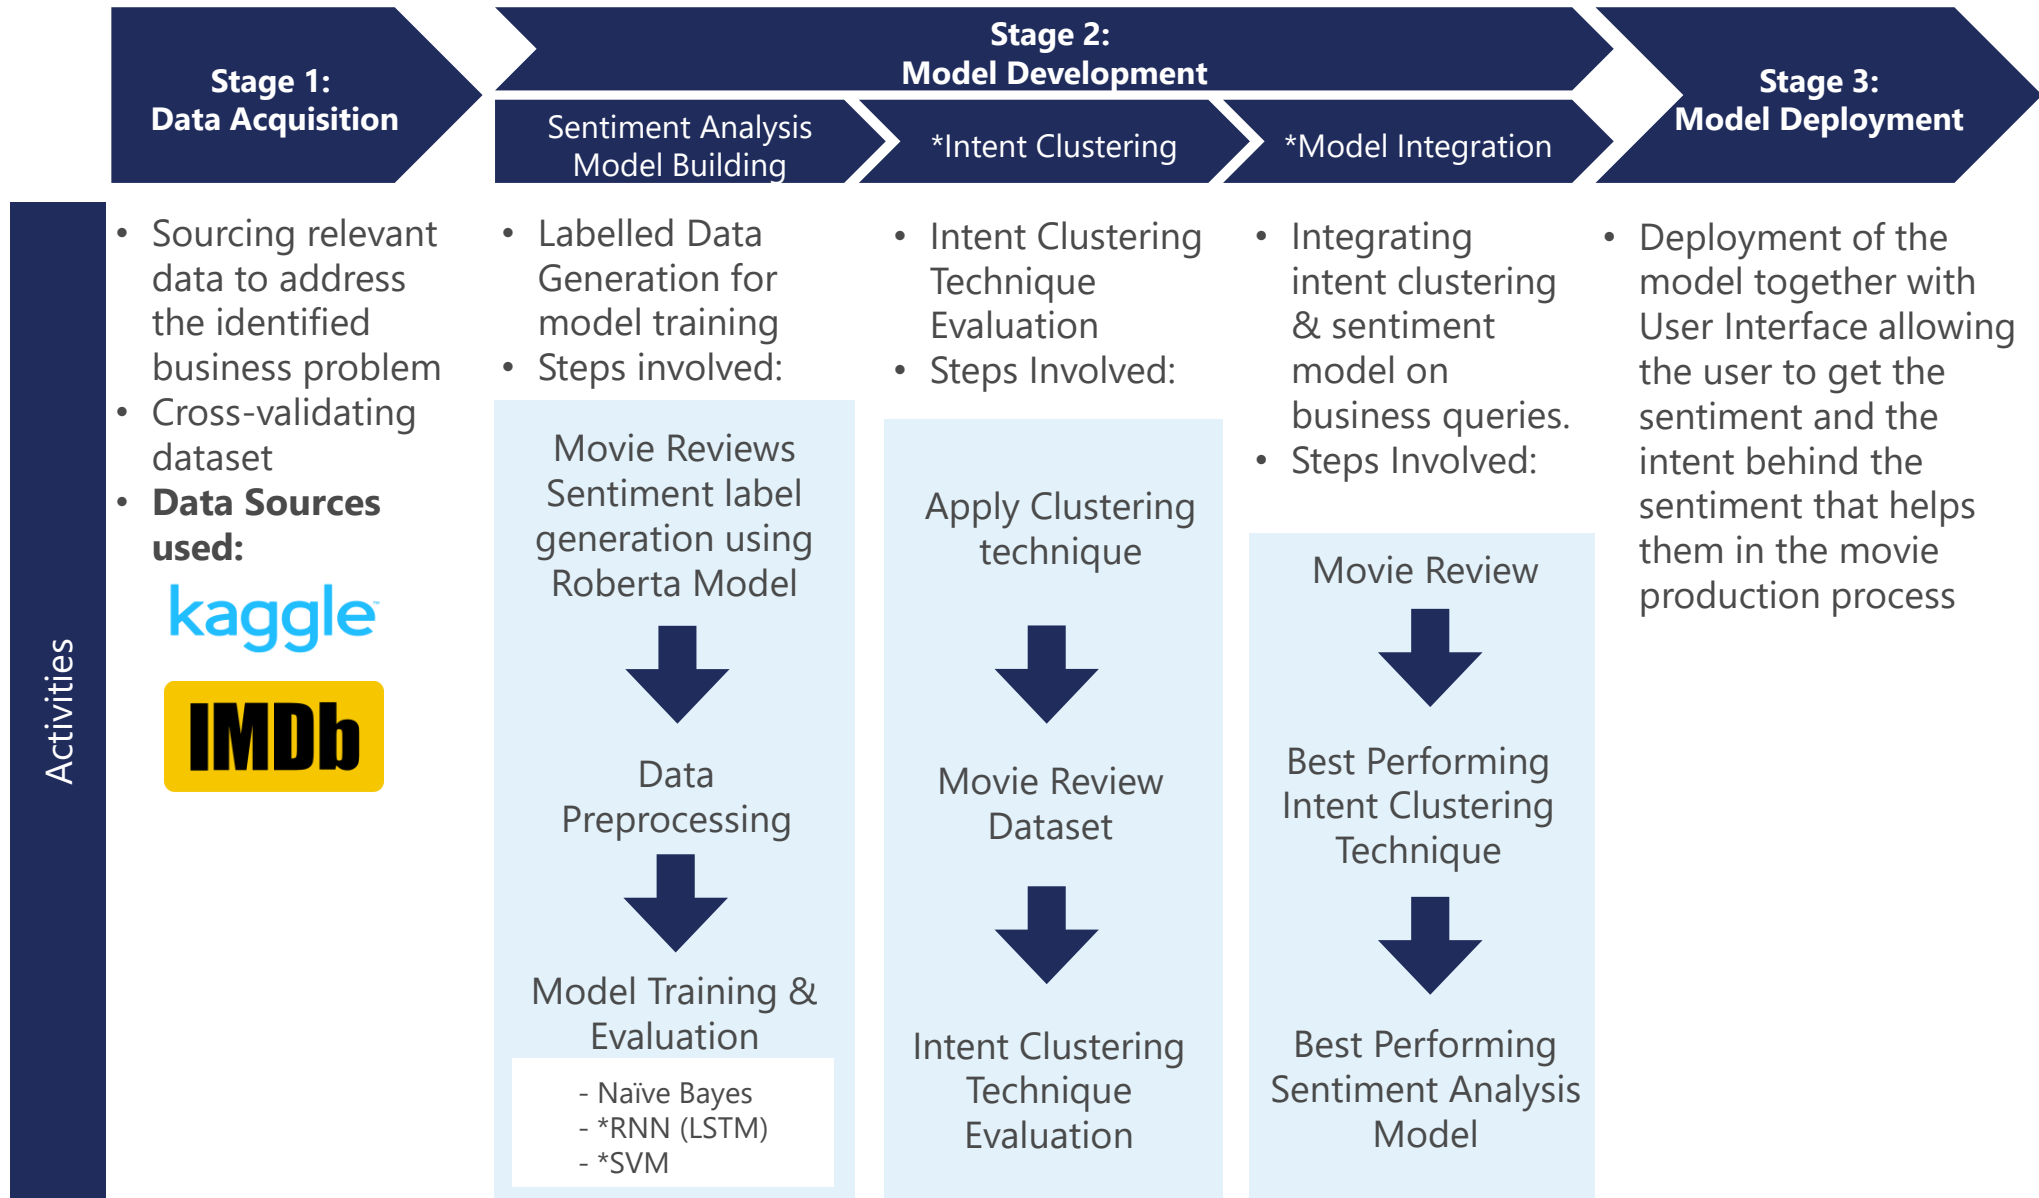 Stage 1:
Data Acquisition
Stage 2:
Model Development
Sentiment Analysis
Model Building
*Intent Clustering
*Model Integration
Stage 3:
Model Deployment
Activities
• Sourcing relevant
data to address
the identified
business problem
• Cross-validating
dataset
• Data Sources
used:
kaggle
IMDb
• Labelled Data
Generation for
model training
• Steps involved:
Movie Reviews
Sentiment label
generation using
Roberta Model
Data
Preprocessing
Model Training &
Evaluation
- Naïve Bayes
- *RNN (LSTM)
- *SVM
• Intent Clustering
Technique
Evaluation
• Steps Involved:
Apply Clustering
technique
Movie Review
Dataset
Intent Clustering
Technique
Evaluation
• Integrating
intent clustering
& sentiment
model on
business queries.
• Steps Involved:
Movie Review
Best Performing
Intent Clustering
Technique
Best Performing
Sentiment Analysis
Model
• Deployment of the
model together with
User Interface allowing
the user to get the
sentiment and the
intent behind the
sentiment that helps
them in the movie
production process